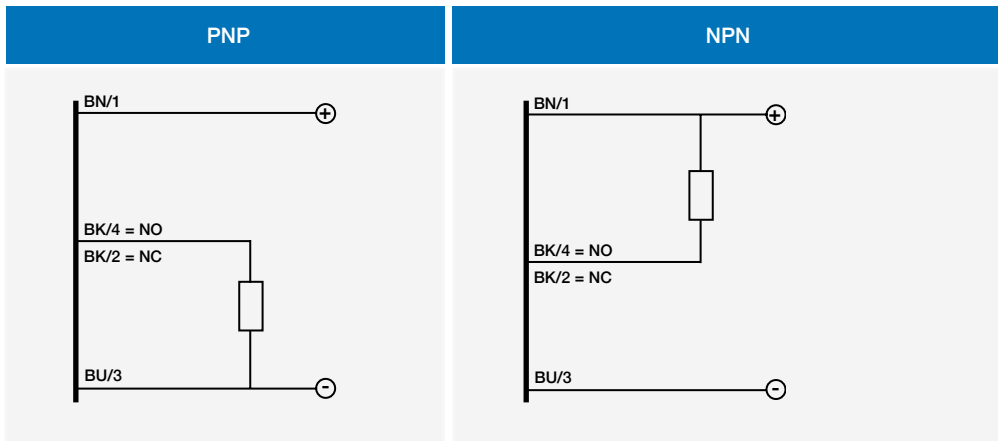 PNP
BN/1
+
BK/4 = NO
BK/2 = NC
BU/3
-
NPN
BN/1
+
BK/4 = NO
BK/2 = NC
BU/3
-